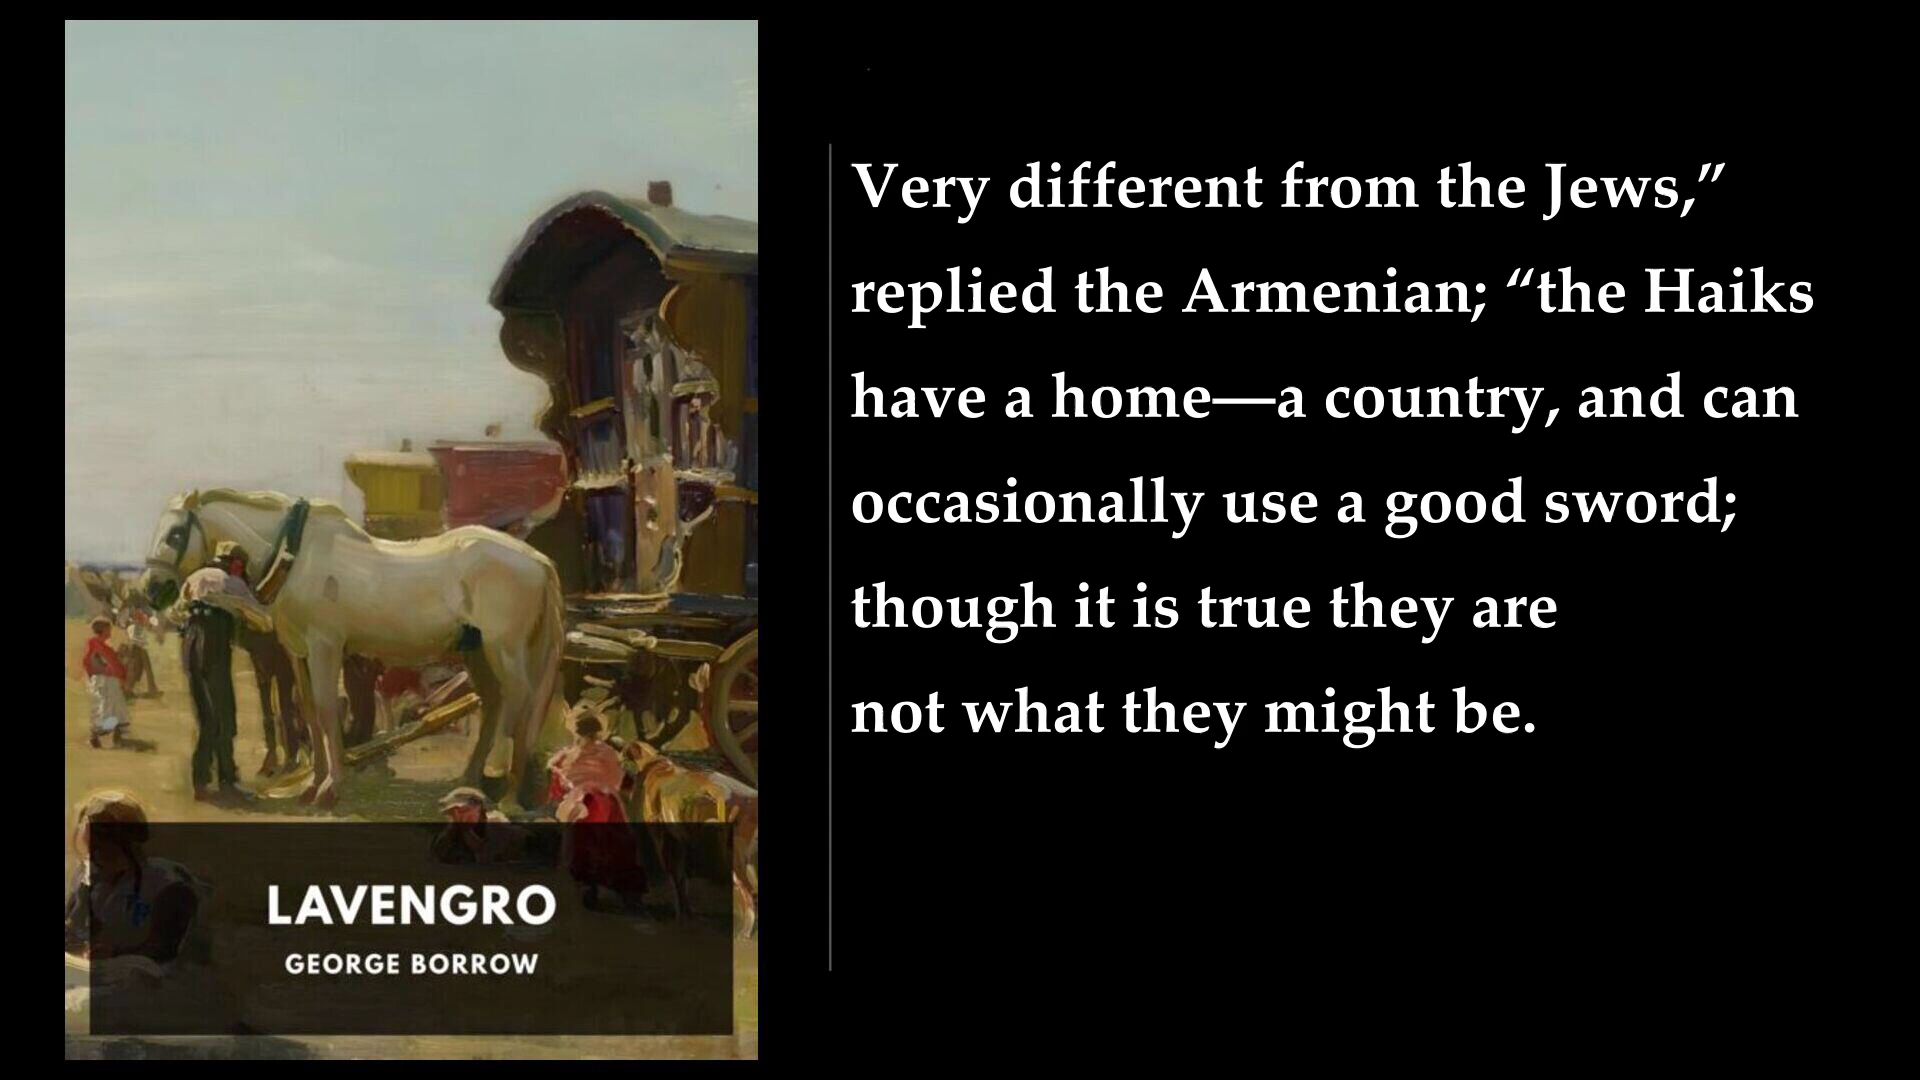 Very different from the Jews,”
replied the Armenian; “the Haiks
have a home—a country, and can
occasionally use a good sword;
though it is true they are
not what they might be.
LAVENGRO
GEORGE BORROW